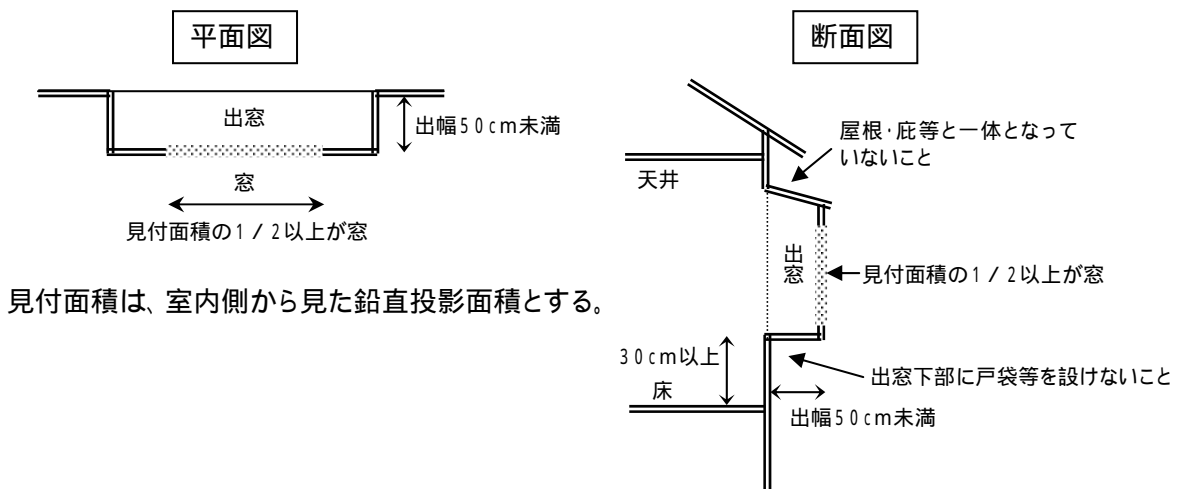 平面図
出窓
出幅50cm未満
窓
見付面積の1/2以上が窓
見付面積は、室内側から見た鉛直投影面積とする。
断面図
屋根・庇等と一体となって
いないこと
天井
出窓
見付面積の1/2以上が窓
30cm以上
床
出窓下部に戸袋等を設けないこと
出幅50cm未満